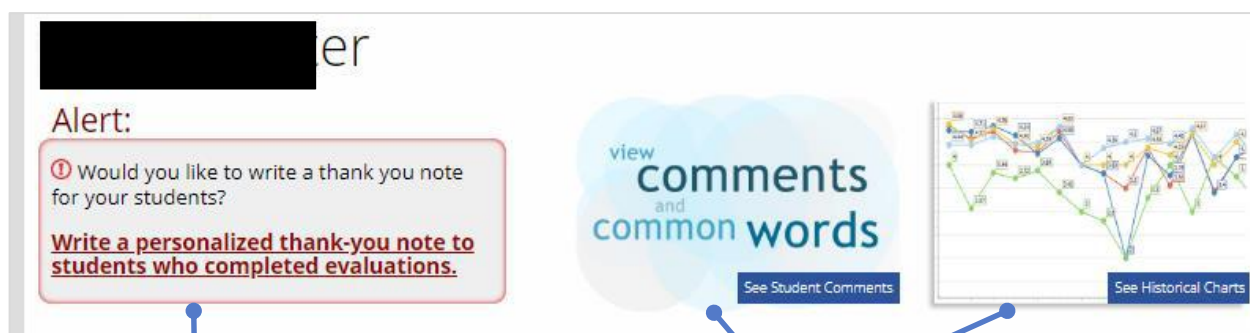 er
Alert:
Would you like to write a thank you note
for your students?
Write a personalized thank-you note to
students who completed evaluations.
view
comments
and
common words
See Student Comments
See Historical Charts